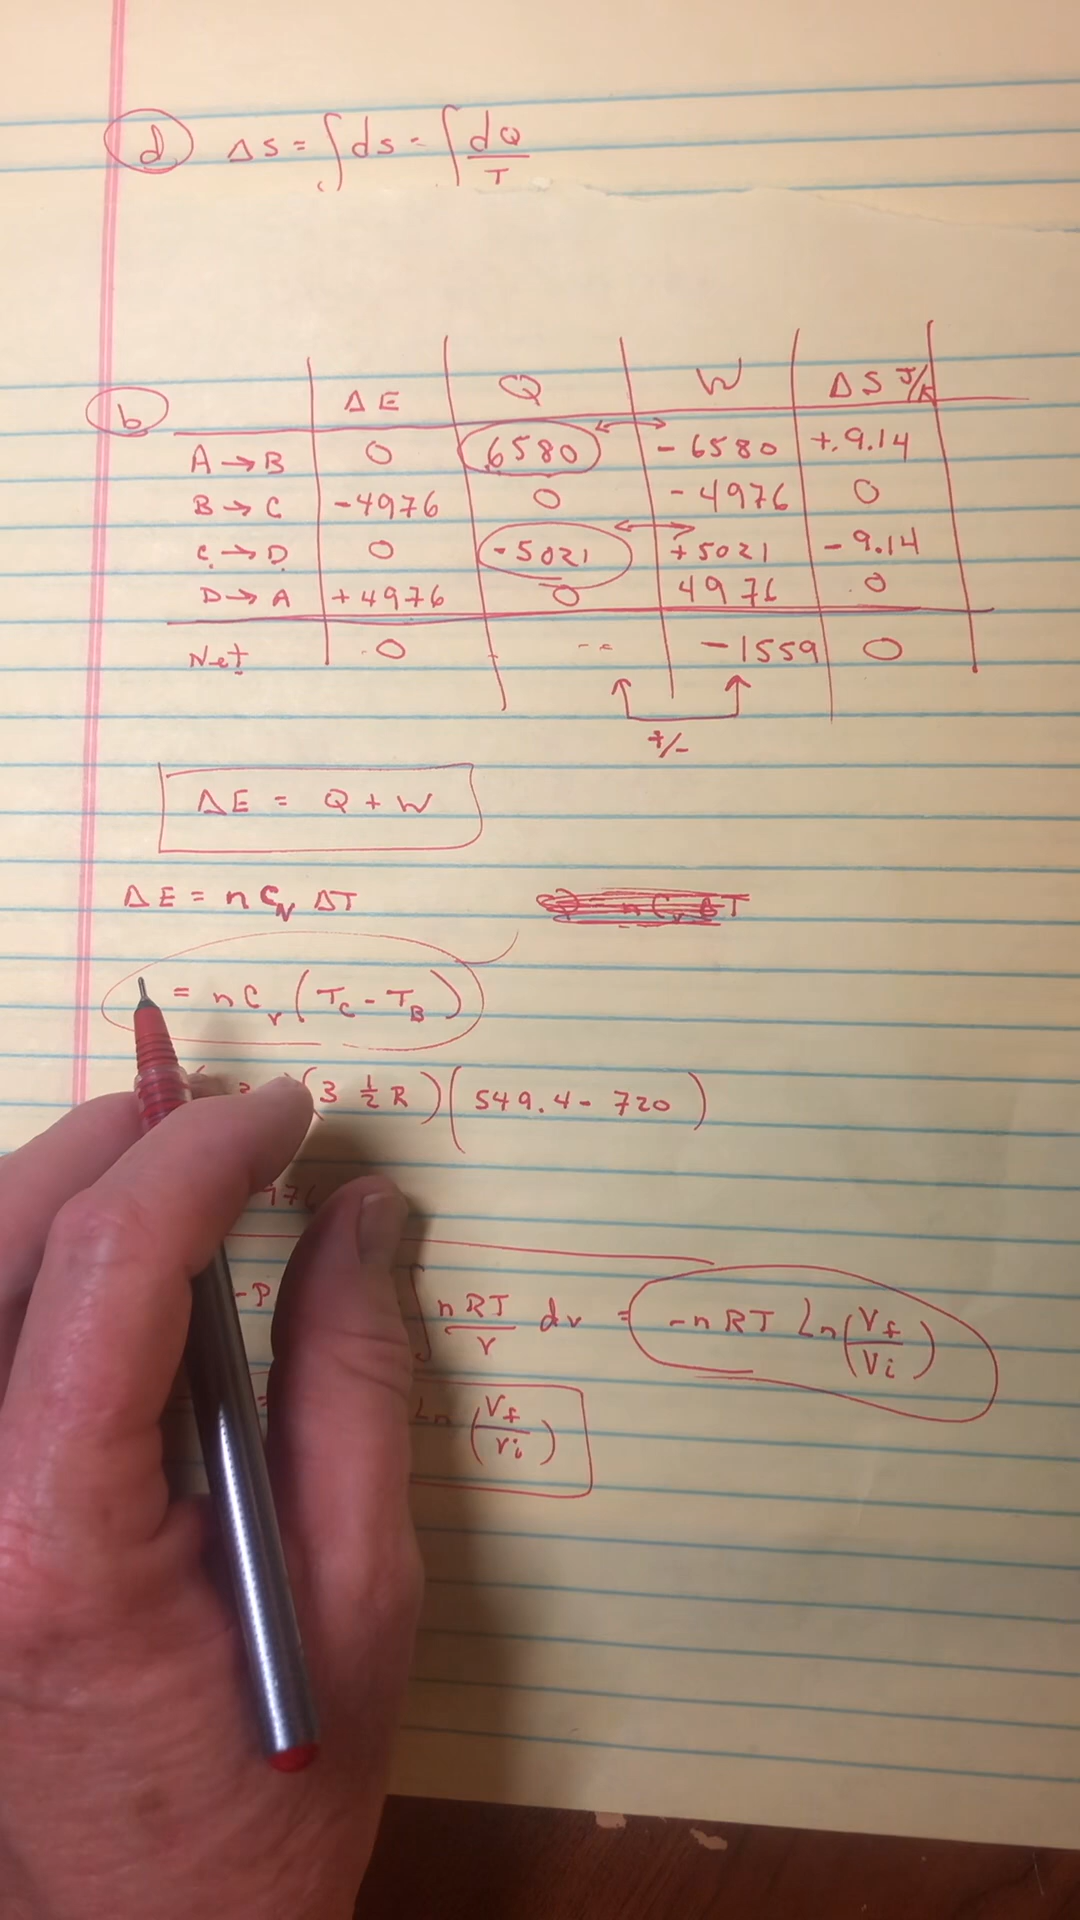 d ΔS = ∫ds = ∫ dQ/T
b ΔE Q W ΔS J/K
A → B 0 6580 - 6580 + 9.14
B → C -4976 0 - 4976 0
C → D 0 -5021 + 5021 - 9.14
D → A +4976 0 4976 0
Net 0 -- -1559 0
+/-
ΔE = Q + W
ΔE = n Cv ΔT
= n Cv (Tc - TB)
(3 1/2 R) (549.4 - 720)
976
-P ∫ nRT/V dv = -nRT Ln (Vf/Vi)
= Ln (Vf/Vi)